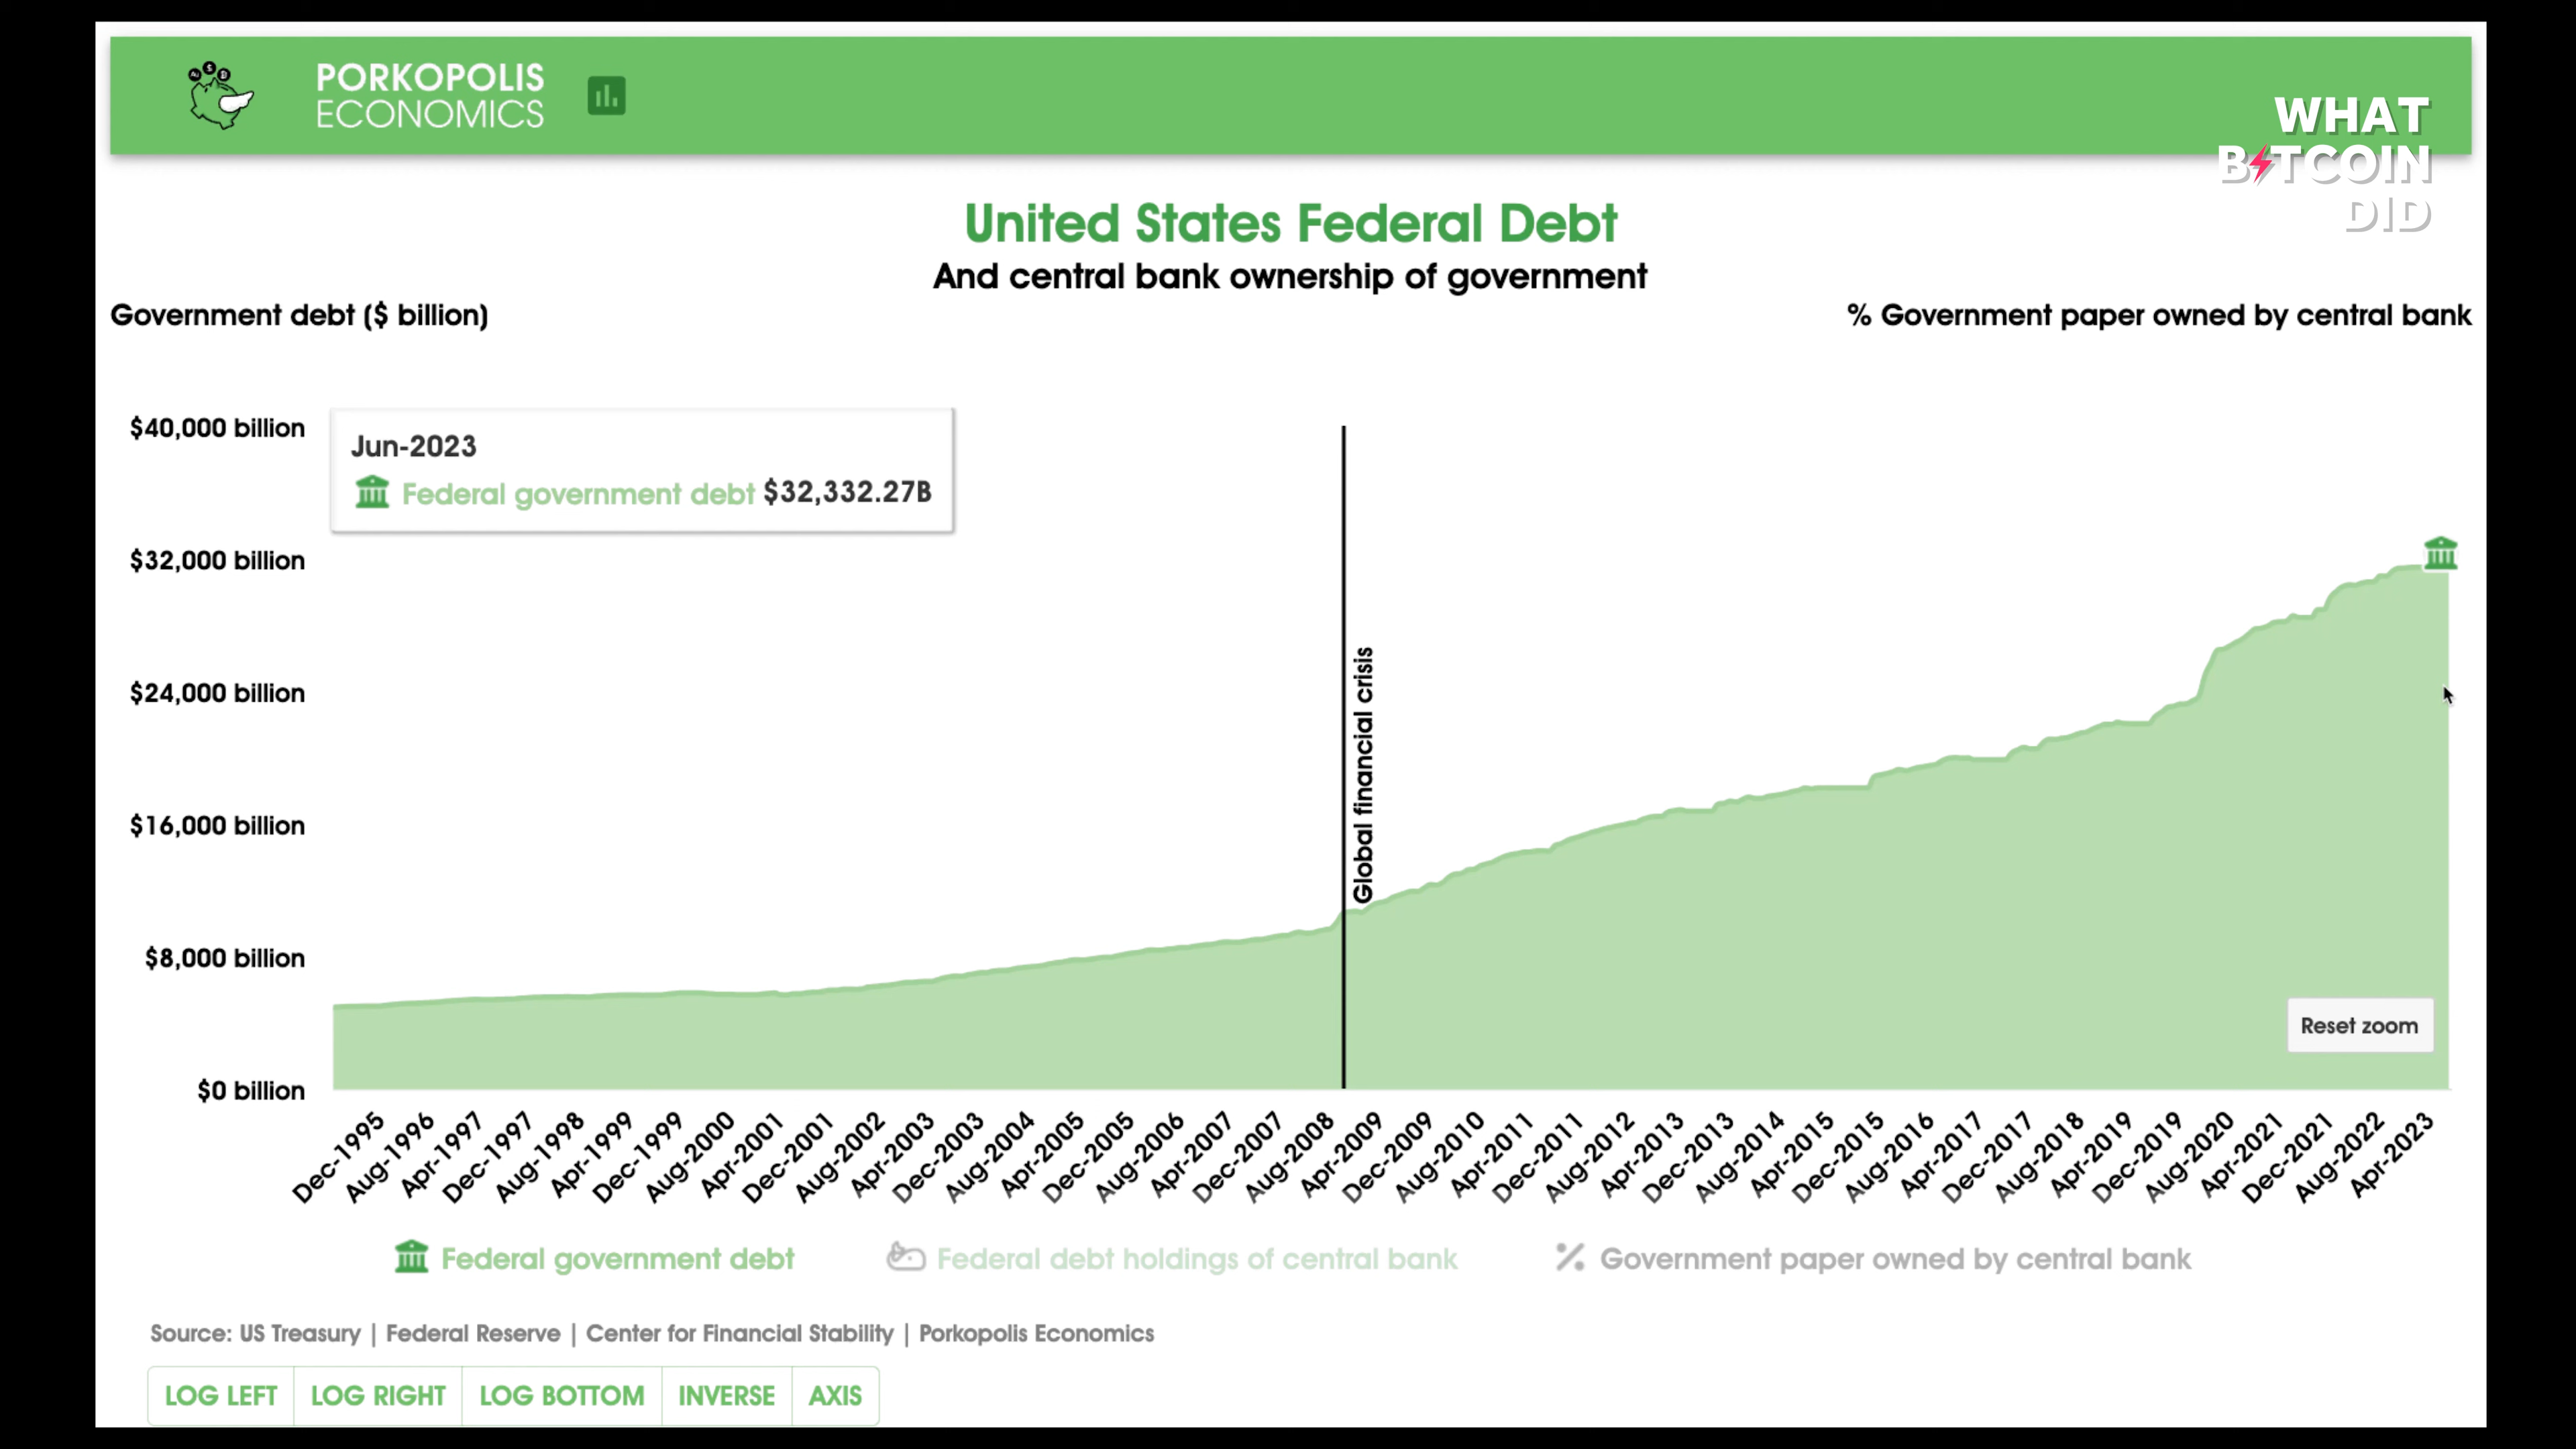 PORKOPOLIS
ECONOMICS
WHAT
B⚡TCOIN
DID
United States Federal Debt
And central bank ownership of government
Government debt ($ billion)
% Government paper owned by central bank
$40,000 billion
$32,000 billion
$24,000 billion
$16,000 billion
$8,000 billion
$0 billion
Jun-2023
Federal government debt $32,332.27B
Global financial crisis
Reset zoom
Dec-1995
Aug-1996
Apr-1997
Dec-1997
Aug-1998
Apr-1999
Dec-1999
Aug-2000
Apr-2001
Dec-2001
Aug-2002
Apr-2003
Dec-2003
Aug-2004
Apr-2005
Dec-2005
Aug-2006
Apr-2007
Dec-2007
Aug-2008
Apr-2009
Dec-2009
Aug-2010
Apr-2011
Dec-2011
Aug-2012
Apr-2013
Dec-2013
Aug-2014
Apr-2015
Dec-2015
Aug-2016
Apr-2017
Dec-2017
Aug-2018
Apr-2019
Dec-2019
Aug-2020
Apr-2021
Dec-2021
Aug-2022
Apr-2023
Federal government debt
Federal debt holdings of central bank
% Government paper owned by central bank
Source: US Treasury | Federal Reserve | Center for Financial Stability | Porkopolis Economics
LOG LEFT
LOG RIGHT
LOG BOTTOM
INVERSE
AXIS